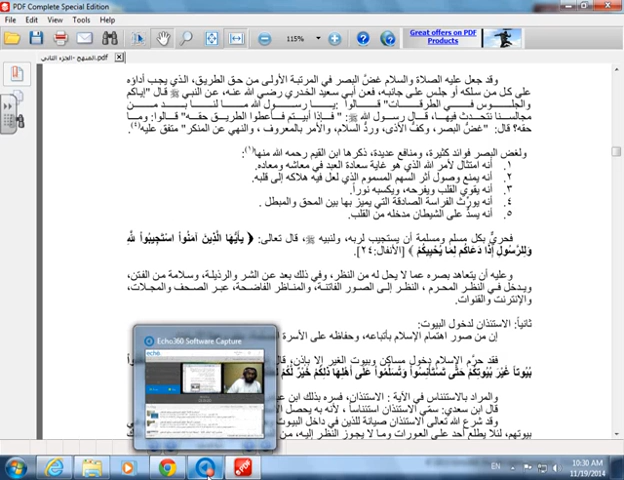 PDF Complete Special Edition
File Edit View Tools Help
115%
Great offers on PDF
Products
المنهج -الجزء الثاني.pdf
وقد جعل عليه الصلاة والسلام غضَّ البصر في المرتبة الأولى من حق الطريق، الذي يجب أداؤه
على كل من سلكه أو جلس على جانبه، فعن أبي سعيد الخدري رضي الله عنه، عن النبي ﷺ قال "إياكم
والجلوس في الطرقات" قالوا: يا رسول الله ما لنا بد من
مجالسنا نتحدث فيها، قال رسول الله ﷺ: "فإذا أبيتم فأعطوا الطريق حقه" قالوا: وما
حقه؟ قال: "غضُّ البصر، وكفُّ الأذى، وردُّ السلام، والأمر بالمعروف، والنهي عن المنكر" متفق عليه(٤).
ولغض البصر فوائد كثيرة، ومنافع عديدة، ذكرها ابن القيم رحمه الله منها(١):
١. أنه امتثال لأمر الله الذي هو غاية سعادة العبد في معاشه ومعاده.
٢. أنه يمنع وصول أثر السهم المسموم الذي لعل فيه هلاكه إلى قلبه.
٣. أنه يقوي القلب ويفرحه، ويكسبه نوراً.
٤. أنه يورِّث الفراسة الصادقة التي يميز بها بين المحق والمبطل.
٥. أنه يسدُّ على الشيطان مدخله من القلب.
فحريٌّ بكل مسلم ومسلمة أن يستجيب لربه، ولنبيه ﷺ، قال تعالى: ﴿ يأَيُّهَا الَّذِينَ آمَنُواْ اسْتَجِيبُواْ لِلّهِ
وَلِلرَّسُولِ إِذَا دَعَاكُم لِمَا يُحْيِيكُمْ ﴾ [الأنفال:٢٤].
وعليه أن يتعاهد بصره عما لا يحل له من النظر، وفي ذلك بعد عن الشر والرذيلة، وسلامة من الفتن،
ويدخل في النظر المحرم، النظر إلى الصور الفاتنة، والمناظر الفاضحة، عبر الصحف والمجلات،
والإنترنت والقنوات.
ثانياً: الاستئذان لدخول البيوت:
إن من صور اهتمام الإسلام بأتباعه، وحفاظه على الأسرة
فقد حرَّم الإسلام دخول مساكن وبيوت الغير إلا بإذن، قال
بُيُوتاً غَيْرَ بُيُوتِكُمْ حَتَّى تَسْتَأْنِسُواْ وَتُسَلِّمُواْ عَلَى أَهْلِهَا ذَلِكُمْ خَيْرٌ
والمراد بالاستئناس في الآية : الاستئذان، فسره بذلك ابن
قال ابن سعدي: سمَّى الاستئذان استئناساً، لأنه به يحصل
وقد شرع الله تعالى الاستئذان صيانة للذين في داخل البيوت
بيوتهم، لئلا يطلع أحد على العورات وما لا يجوز النظر إليه،
Echo360 Software Capture
echo
EN
10:30 AM
11/19/2014